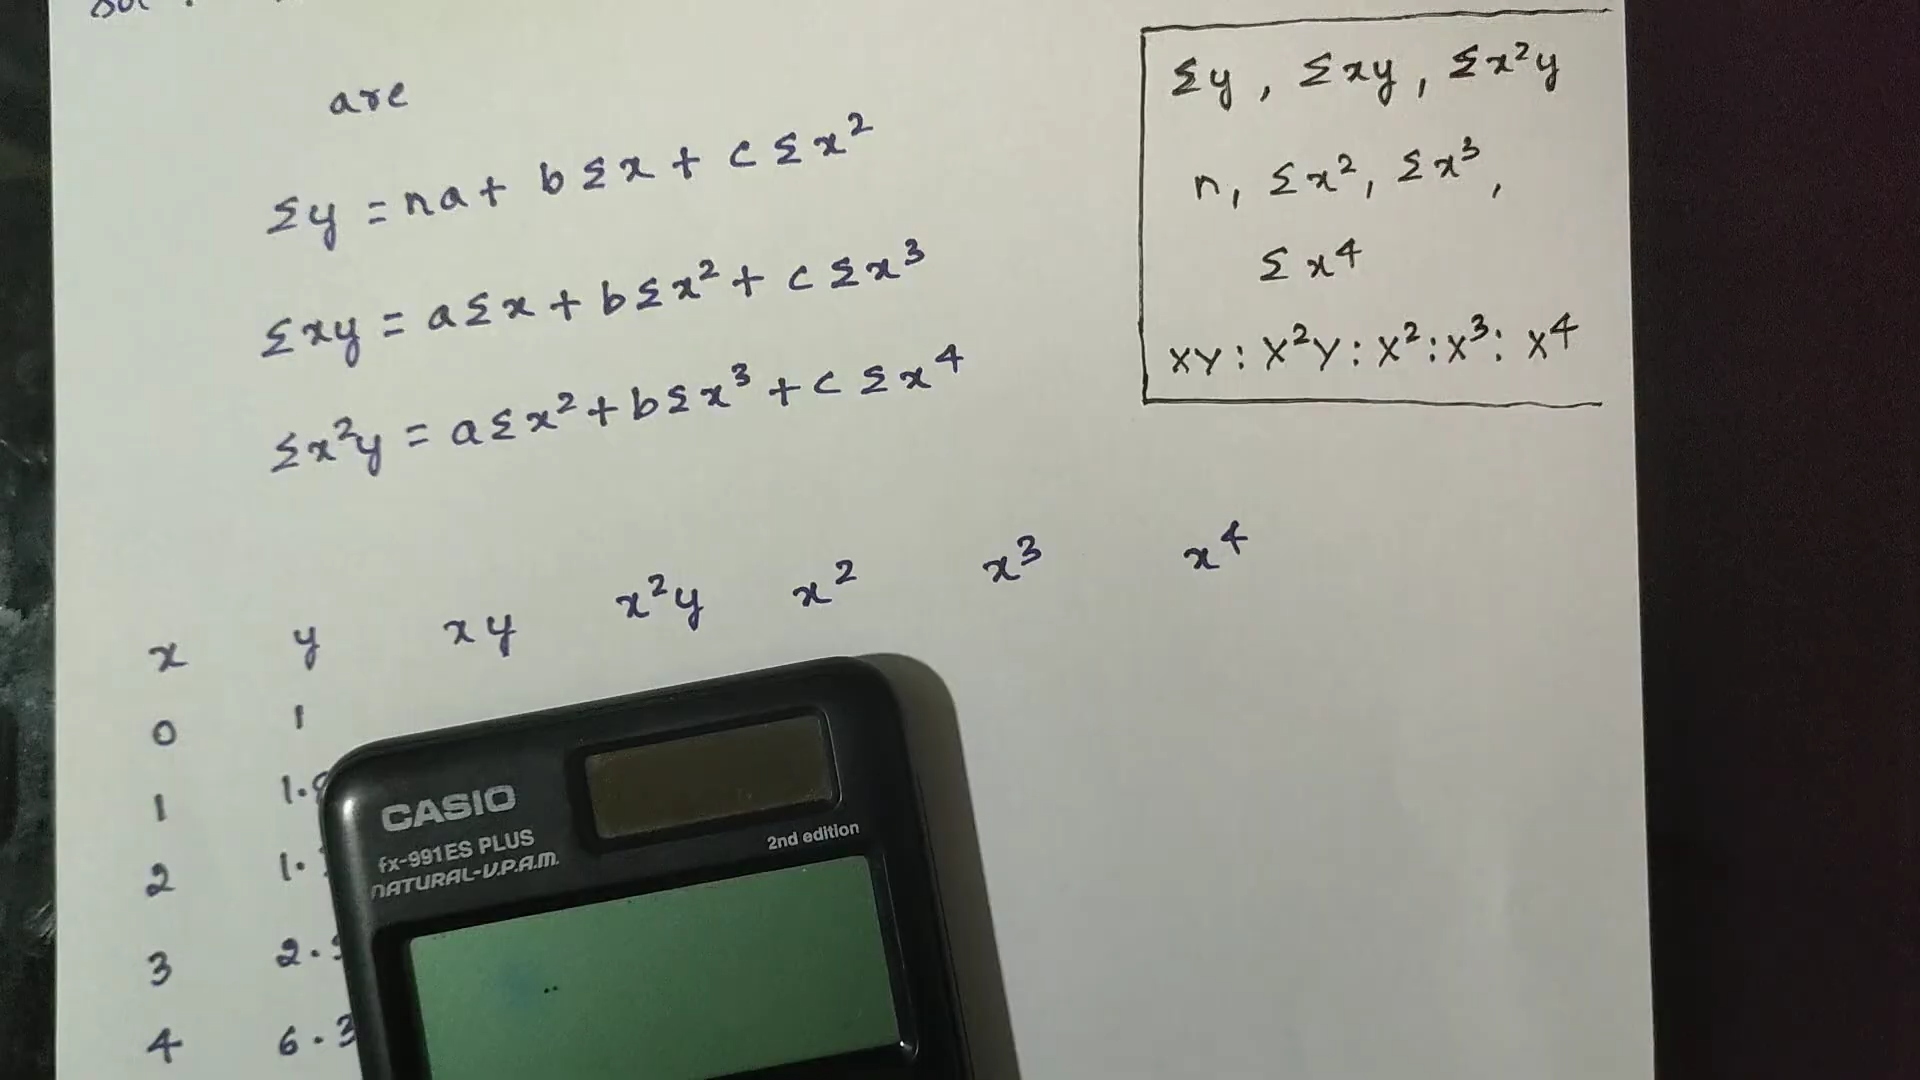 are
Σy = na + bΣx + cΣx²
Σxy = aΣx + bΣx² + cΣx³
Σx²y = aΣx² + bΣx³ + cΣx⁴
Σy, Σxy, Σx²y
n, Σx², Σx³,
Σx⁴
XY : X²Y : X² : X³ : X⁴
x y xy x²y x² x³ x⁴
0 1
1
2
3
4
CASIO
fx-991ES PLUS
NATURAL-V.P.A.M.
2nd edition